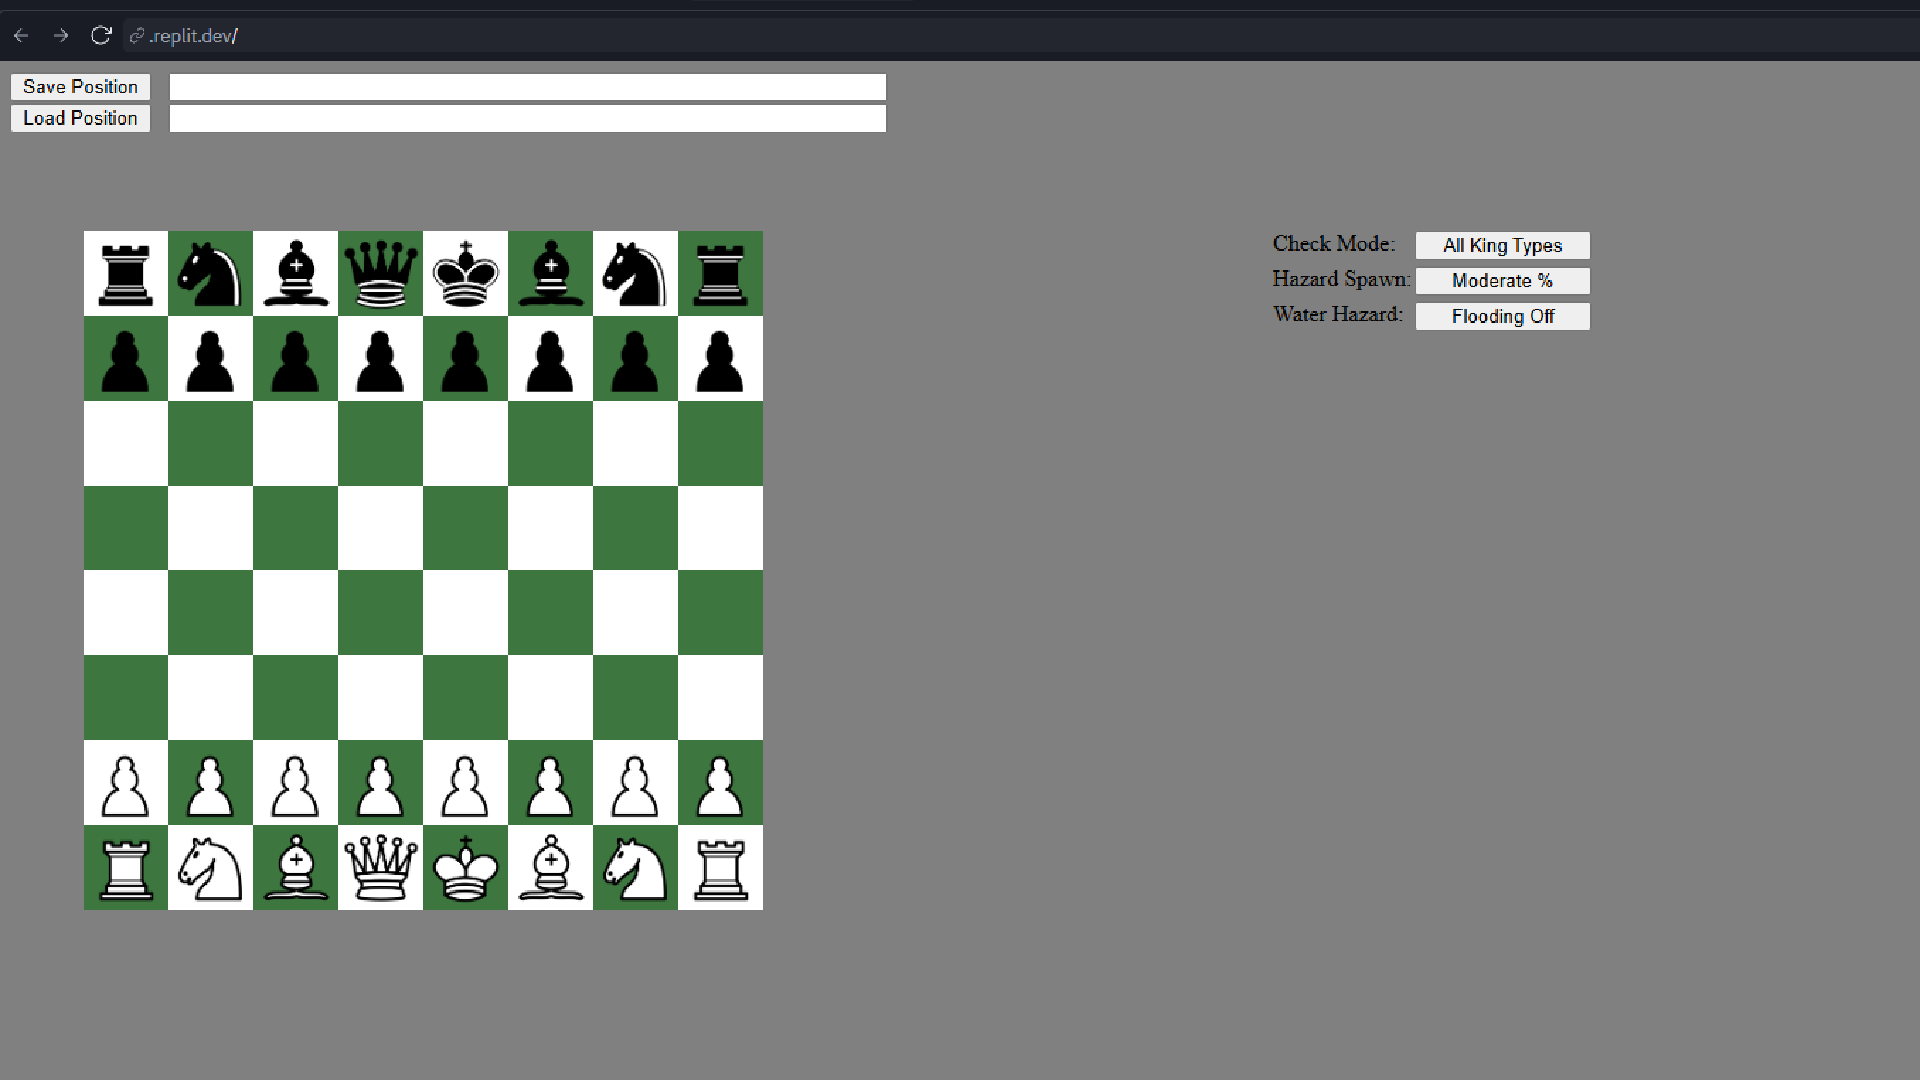 .replit.dev/
Save Position
Load Position
Check Mode: All King Types
Hazard Spawn: Moderate %
Water Hazard: Flooding Off